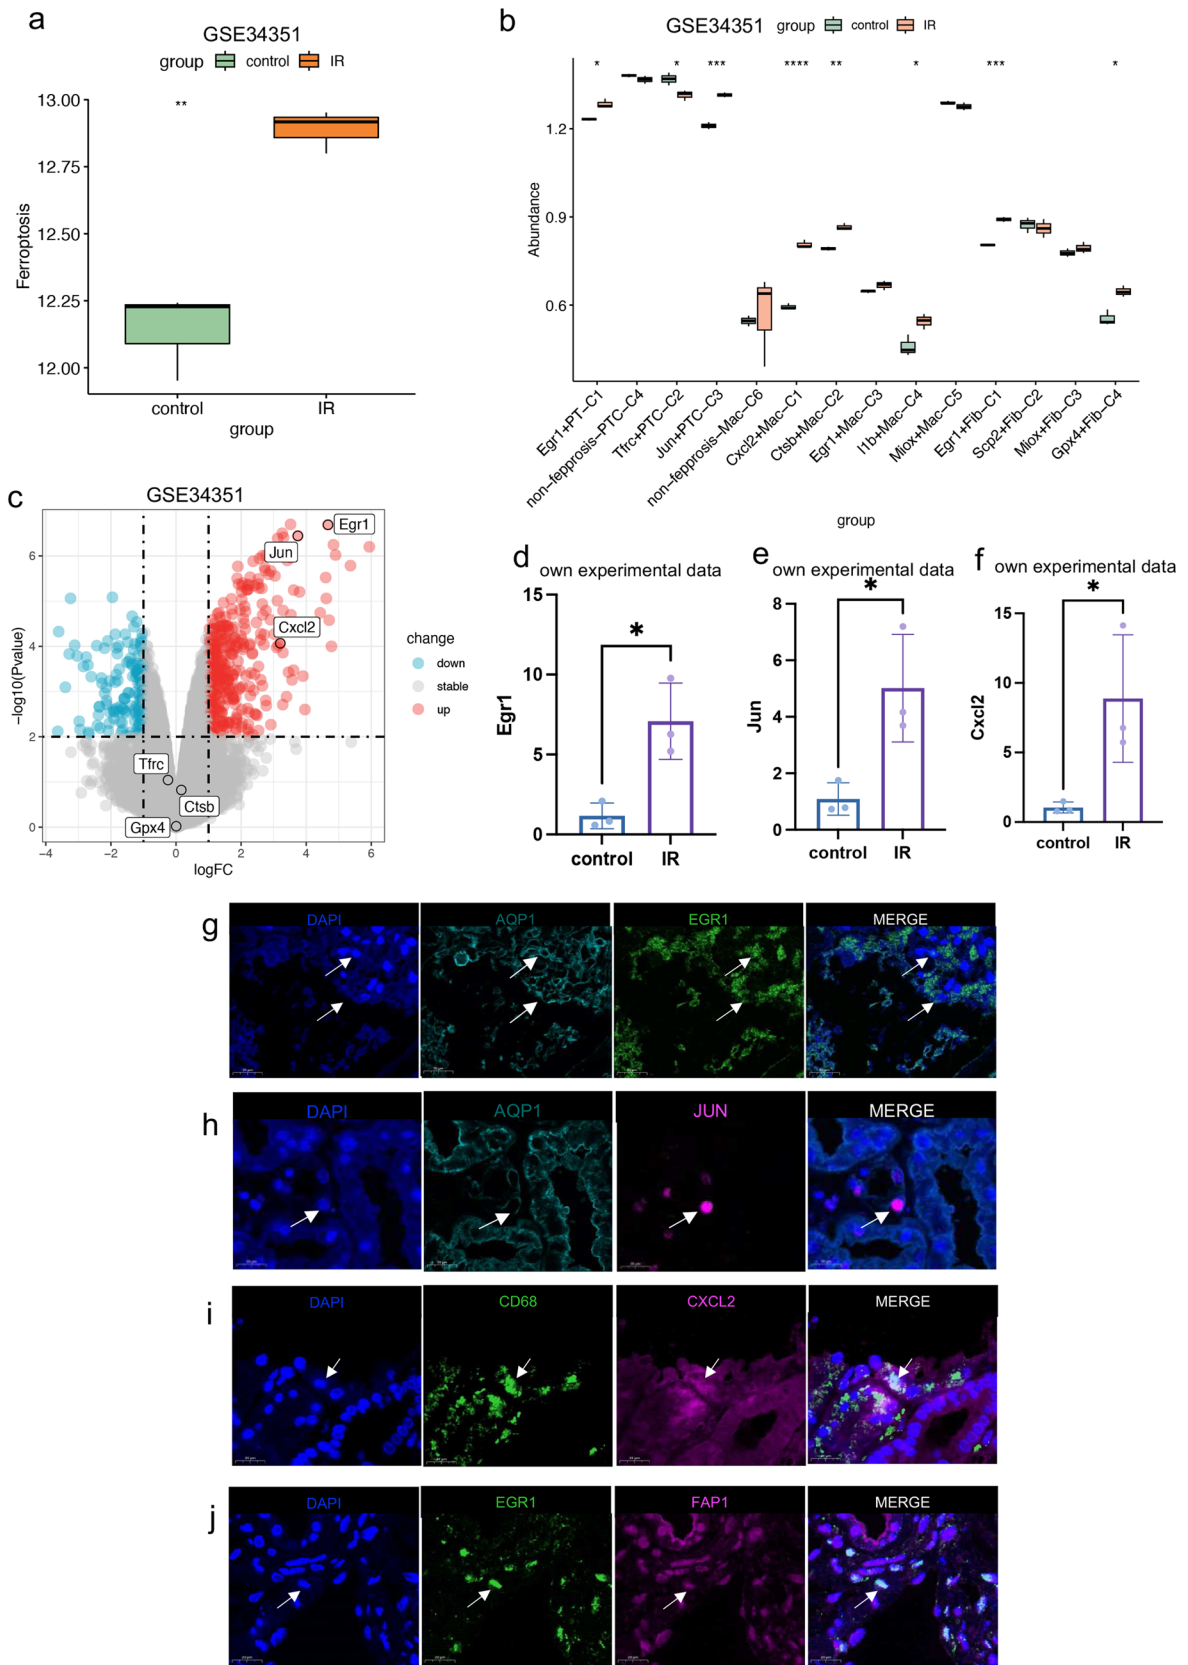 a
GSE34351
group control IR
**
13.00
12.75
12.50
12.25
12.00
Ferroptosis
control IR
group
b
GSE34351 group control IR
* * *** **** ** * *** *
1.2
0.9
0.6
Abundance
Egr1+PT−C1
non−fepprosis−PTC−C4
Tfrc+PTC−C2
Jun+PTC−C3
non−fepprosis−Mac−C6
Cxcl2+Mac−C1
Ctsb+Mac−C2
Egr1+Mac−C3
I1b+Mac−C4
Miox+Mac−C5
Egr1+Fib−C1
Scp2+Fib−C2
Miox+Fib−C3
Gpx4+Fib−C4
group
c
GSE34351
Egr1
Jun
Cxcl2
Tfrc
Ctsb
Gpx4
6
4
2
0
−log10(Pvalue)
−4 −2 0 2 4 6
logFC
change
down
stable
up
d
own experimental data
*
15
10
5
0
Egr1
control IR
e
own experimental data
*
8
6
4
2
0
Jun
control IR
f
own experimental data
*
15
10
5
0
Cxcl2
control IR
g
DAPI AQP1 EGR1 MERGE
h
DAPI AQP1 JUN MERGE
i
DAPI CD68 CXCL2 MERGE
j
DAPI EGR1 FAP1 MERGE